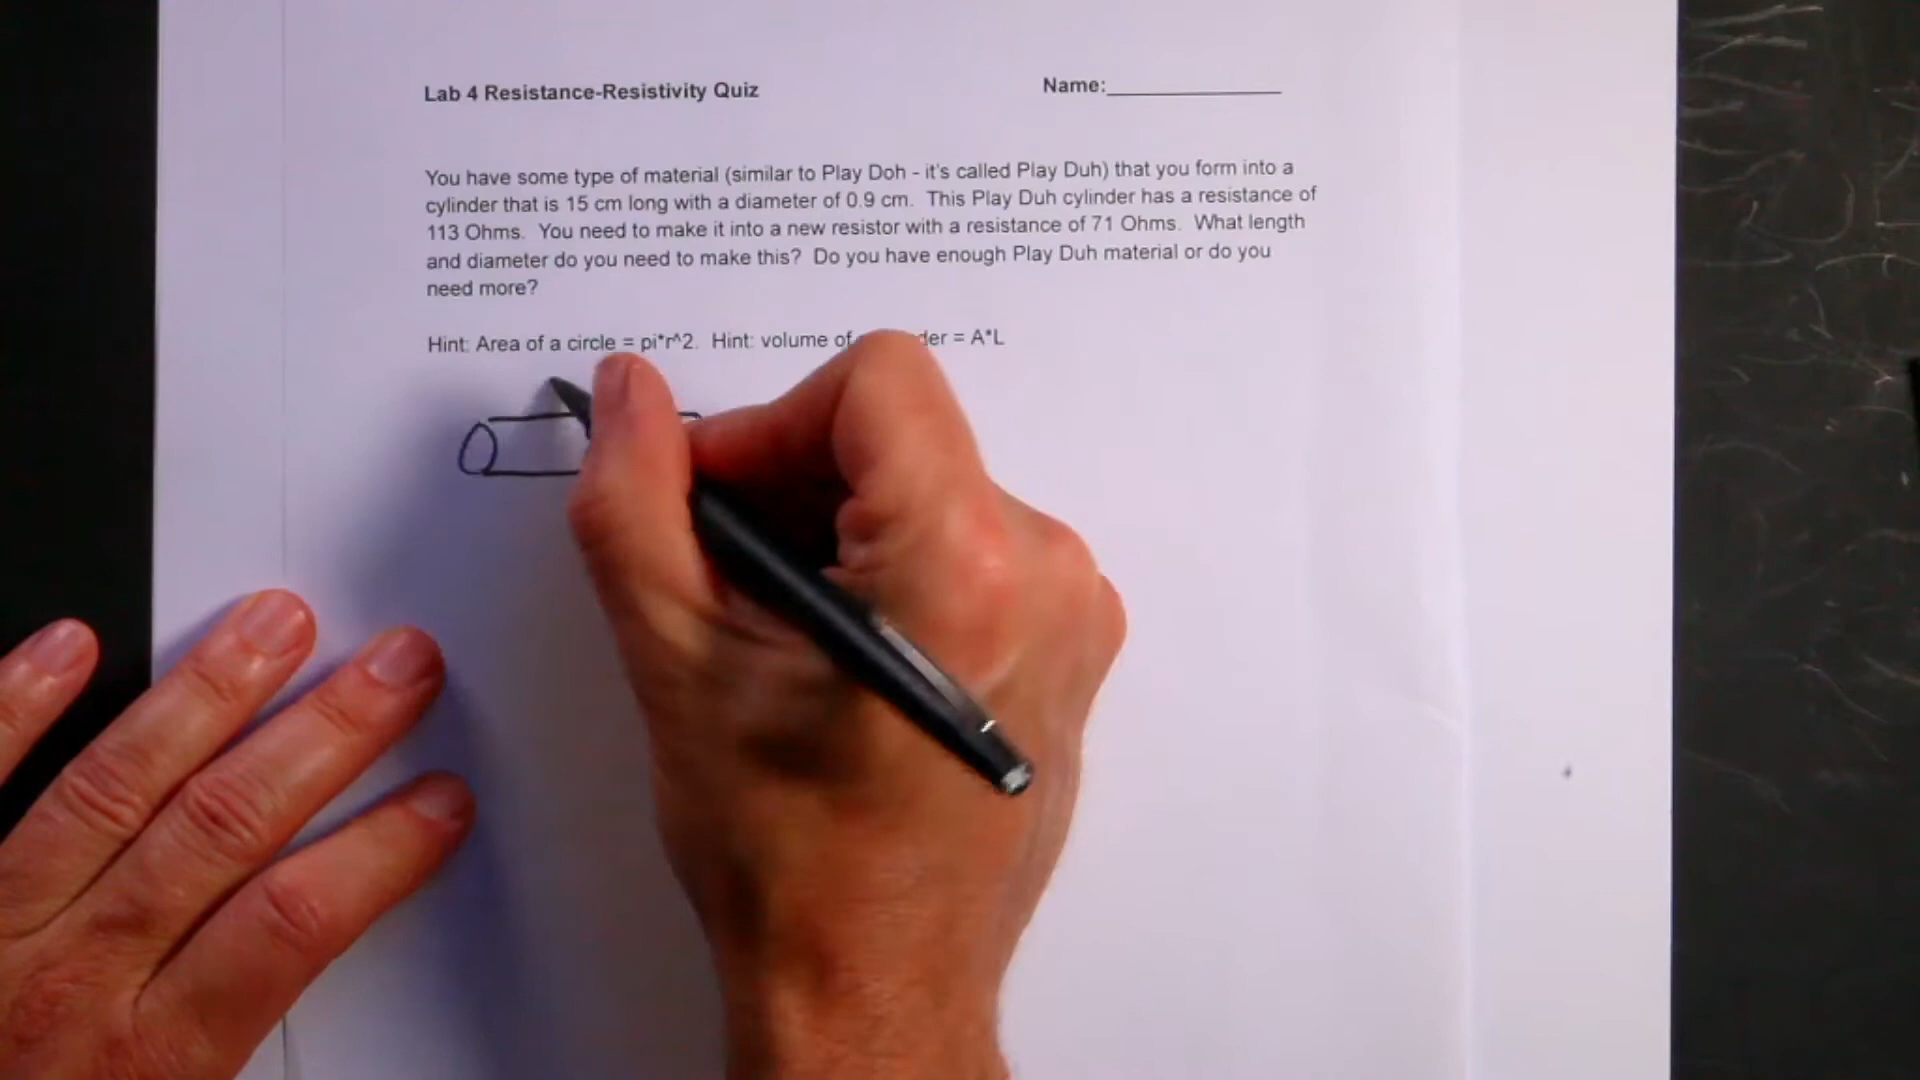 Lab 4 Resistance-Resistivity Quiz Name:
You have some type of material (similar to Play Doh - it's called Play Duh) that you form into a
cylinder that is 15 cm long with a diameter of 0.9 cm. This Play Duh cylinder has a resistance of
113 Ohms. You need to make it into a new resistor with a resistance of 71 Ohms. What length
and diameter do you need to make this? Do you have enough Play Duh material or do you
need more?
Hint: Area of a circle = pi*r^2. Hint: volume of der = A*L